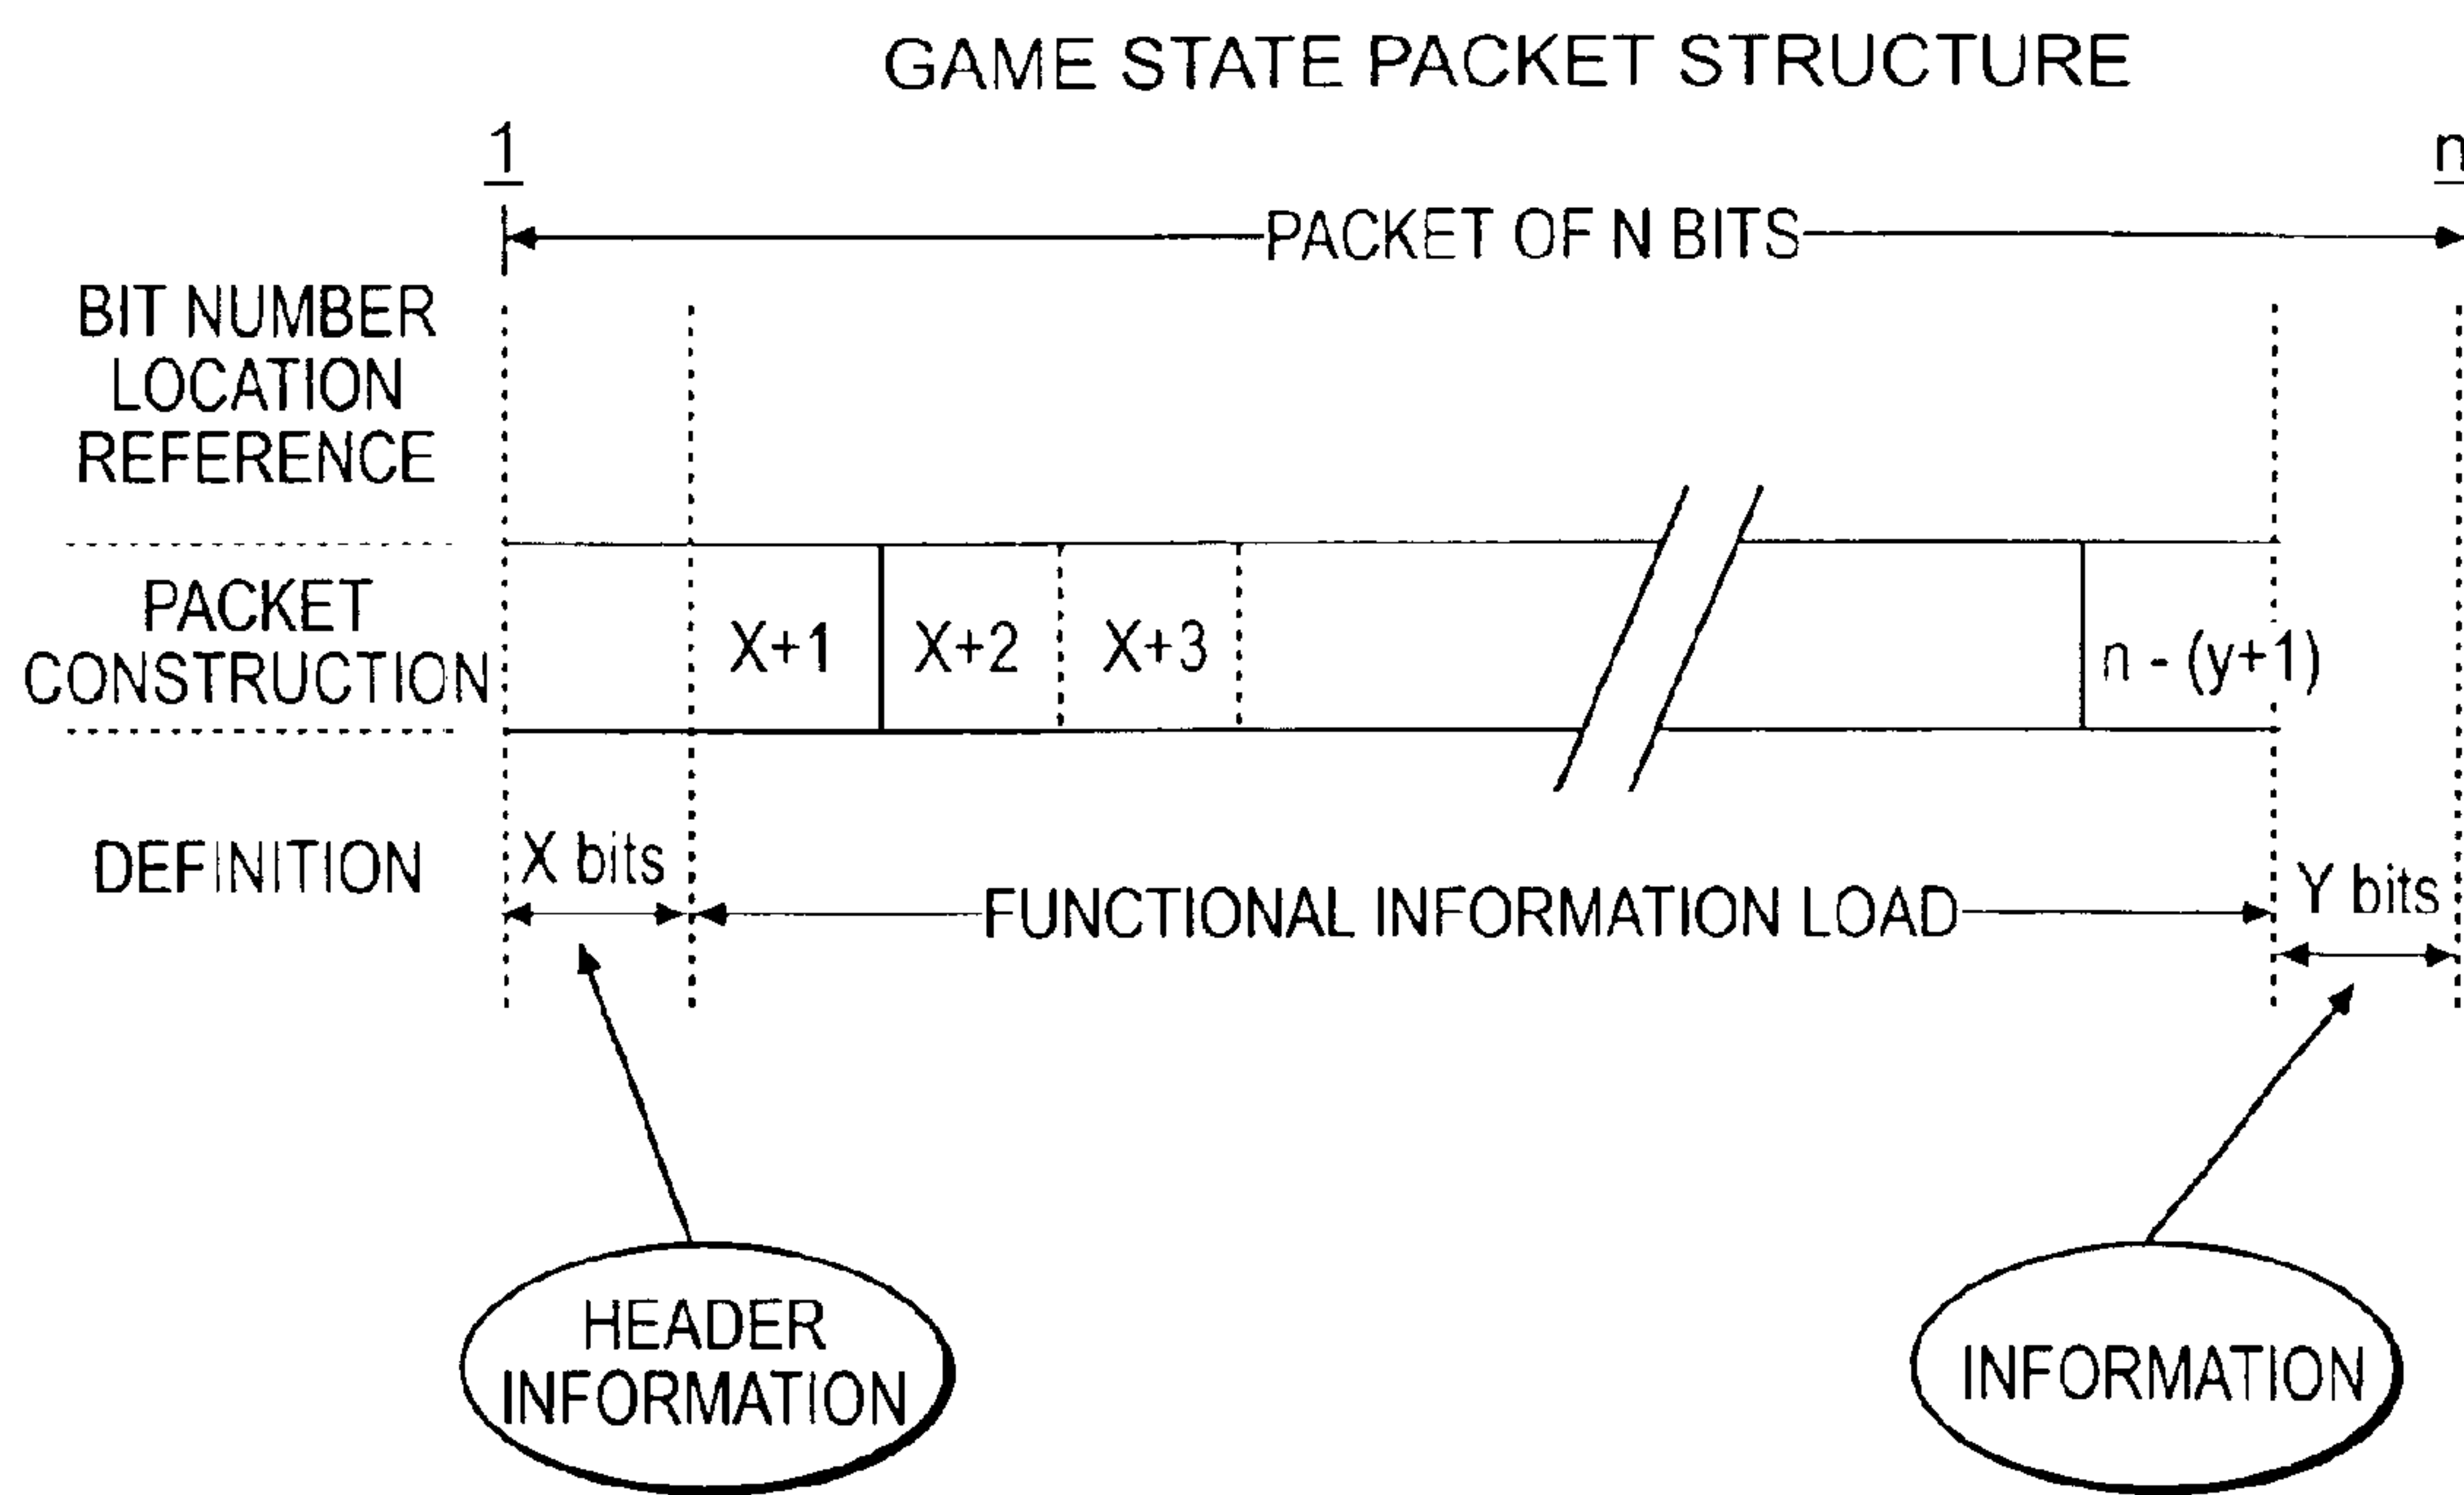 GAME STATE PACKET STRUCTURE
1
n
PACKET OF N BITS
BIT NUMBER
LOCATION
REFERENCE
PACKET
CONSTRUCTION
X+1
X+2
X+3
n - (y+1)
DEFINITION
X bits
FUNCTIONAL INFORMATION LOAD
Y bits
HEADER
INFORMATION
INFORMATION